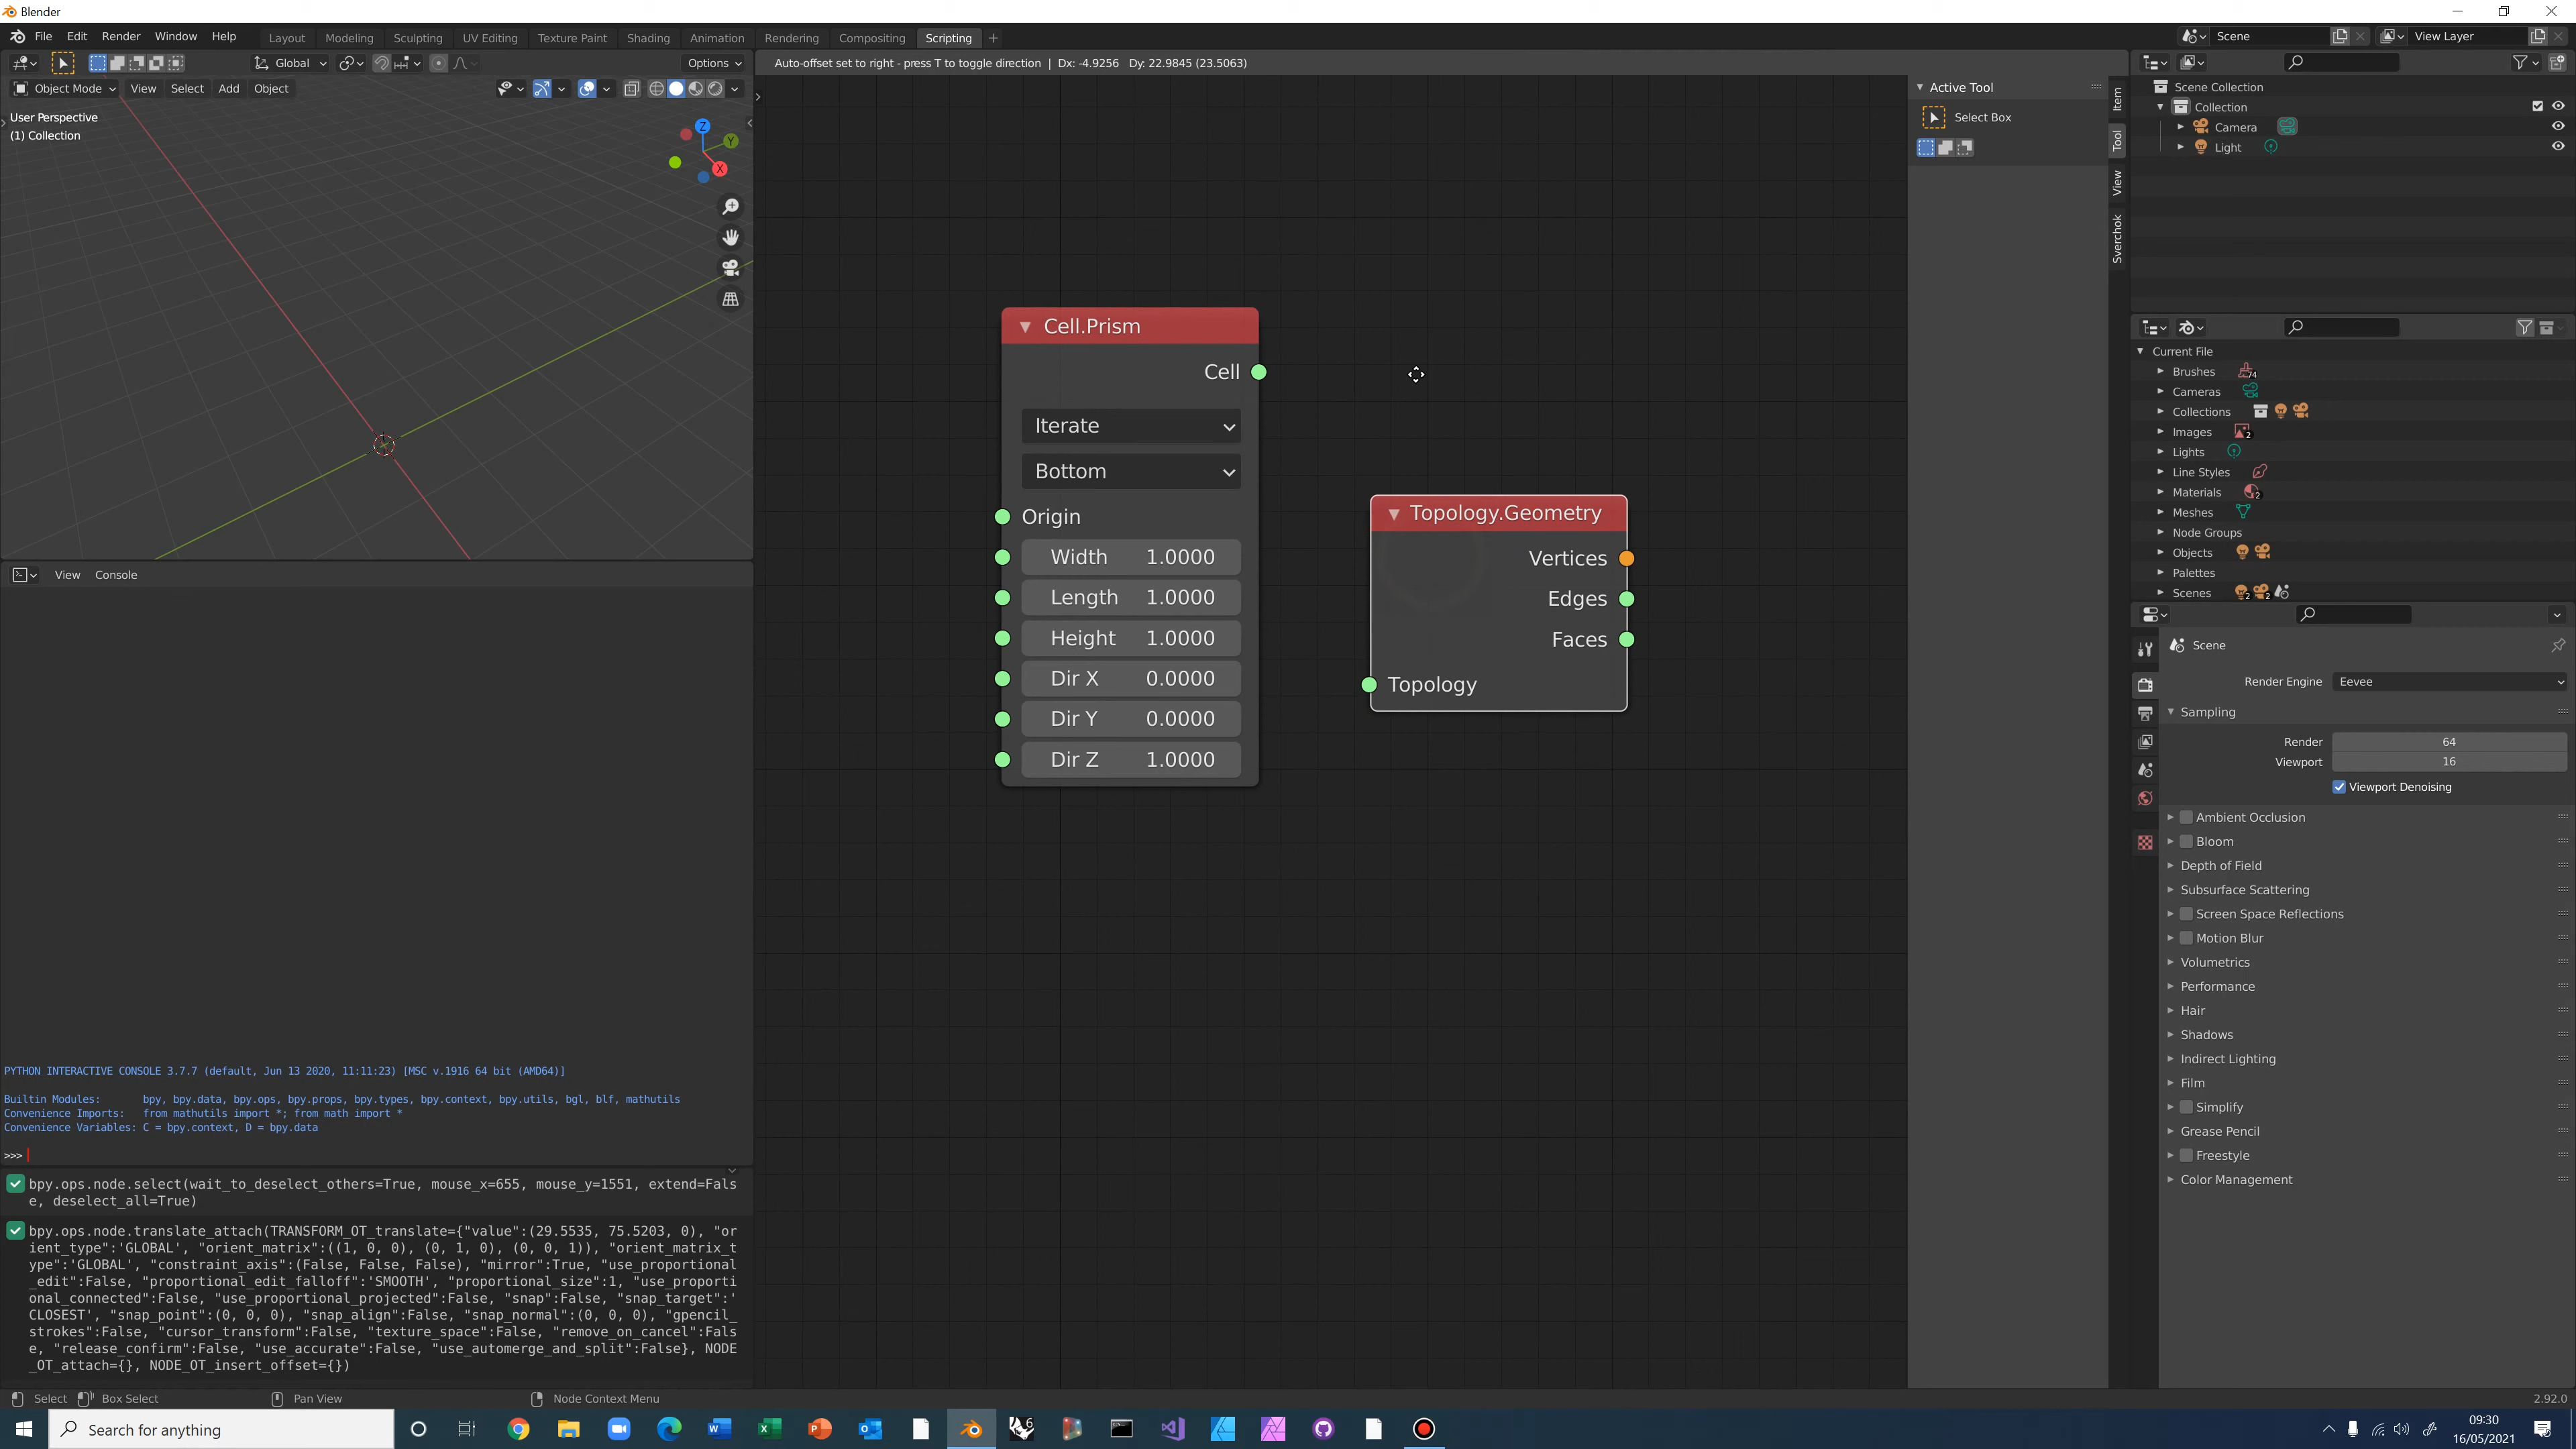 Blender
File Edit Render Window Help
Layout Modeling Sculpting UV Editing Texture Paint Shading Animation Rendering Compositing Scripting +
Scene
View Layer
Global
Options
Auto-offset set to right - press T to toggle direction | Dx: -4.9256 Dy: 22.9845 (23.5063)
Object Mode View Select Add Object
User Perspective
(1) Collection
Z
Y
X
Active Tool
Select Box
Item
Tool
View
Sverchok
Cell.Prism
Cell
Iterate
Bottom
Origin
Width 1.0000
Length 1.0000
Height 1.0000
Dir X 0.0000
Dir Y 0.0000
Dir Z 1.0000
Topology.Geometry
Vertices
Edges
Faces
Topology
Scene Collection
Collection
Camera
Light
Current File
Brushes 74
Cameras
Collections
Images 2
Lights
Line Styles
Materials 2
Meshes
Node Groups
Objects
Palettes
Scenes 2 2
Scene
Render Engine Eevee
Sampling
Render 64
Viewport 16
Viewport Denoising
Ambient Occlusion
Bloom
Depth of Field
Subsurface Scattering
Screen Space Reflections
Motion Blur
Volumetrics
Performance
Hair
Shadows
Indirect Lighting
Film
Simplify
Grease Pencil
Freestyle
Color Management
View Console
PYTHON INTERACTIVE CONSOLE 3.7.7 (default, Jun 13 2020, 11:11:23) [MSC v.1916 64 bit (AMD64)]
Builtin Modules: bpy, bpy.data, bpy.ops, bpy.props, bpy.types, bpy.context, bpy.utils, bgl, blf, mathutils
Convenience Imports: from mathutils import *; from math import *
Convenience Variables: C = bpy.context, D = bpy.data
>>>
bpy.ops.node.select(wait_to_deselect_others=True, mouse_x=655, mouse_y=1551, extend=Fals
e, deselect_all=True)
bpy.ops.node.translate_attach(TRANSFORM_OT_translate={"value":(29.5535, 75.5203, 0), "or
ient_type":'GLOBAL', "orient_matrix":((1, 0, 0), (0, 1, 0), (0, 0, 1)), "orient_matrix_t
ype":'GLOBAL', "constraint_axis":(False, False, False), "mirror":True, "use_proportional
_edit":False, "proportional_edit_falloff":'SMOOTH', "proportional_size":1, "use_proporti
onal_connected":False, "use_proportional_projected":False, "snap":False, "snap_target":'
CLOSEST', "snap_point":(0, 0, 0), "snap_align":False, "snap_normal":(0, 0, 0), "gpencil_
strokes":False, "cursor_transform":False, "texture_space":False, "remove_on_cancel":Fals
e, "release_confirm":False, "use_accurate":False, "use_automerge_and_split":False}, NODE
_OT_attach={}, NODE_OT_insert_offset={})
Select Box Select Pan View Node Context Menu
2.92.0
Search for anything
6
09:30
16/05/2021